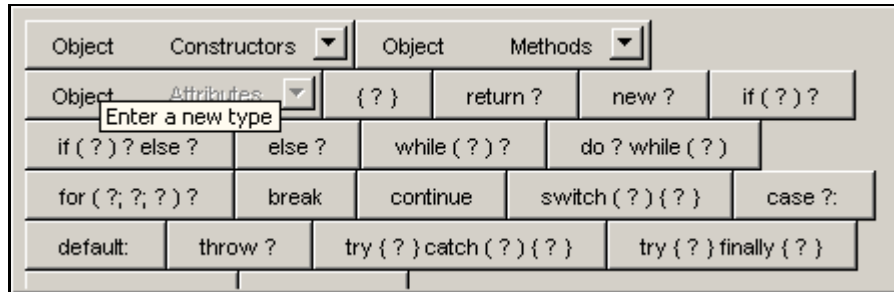 Object Constructors Object Methods
Object Attributes { ? } return ? new ? if ( ? ) ?
Enter a new type
if ( ? ) ? else ? else ? while ( ? ) ? do ? while ( ? )
for ( ?; ?; ? ) ? break continue switch ( ? ) { ? } case ?:
default: throw ? try { ? } catch ( ? ) { ? } try { ? } finally { ? }